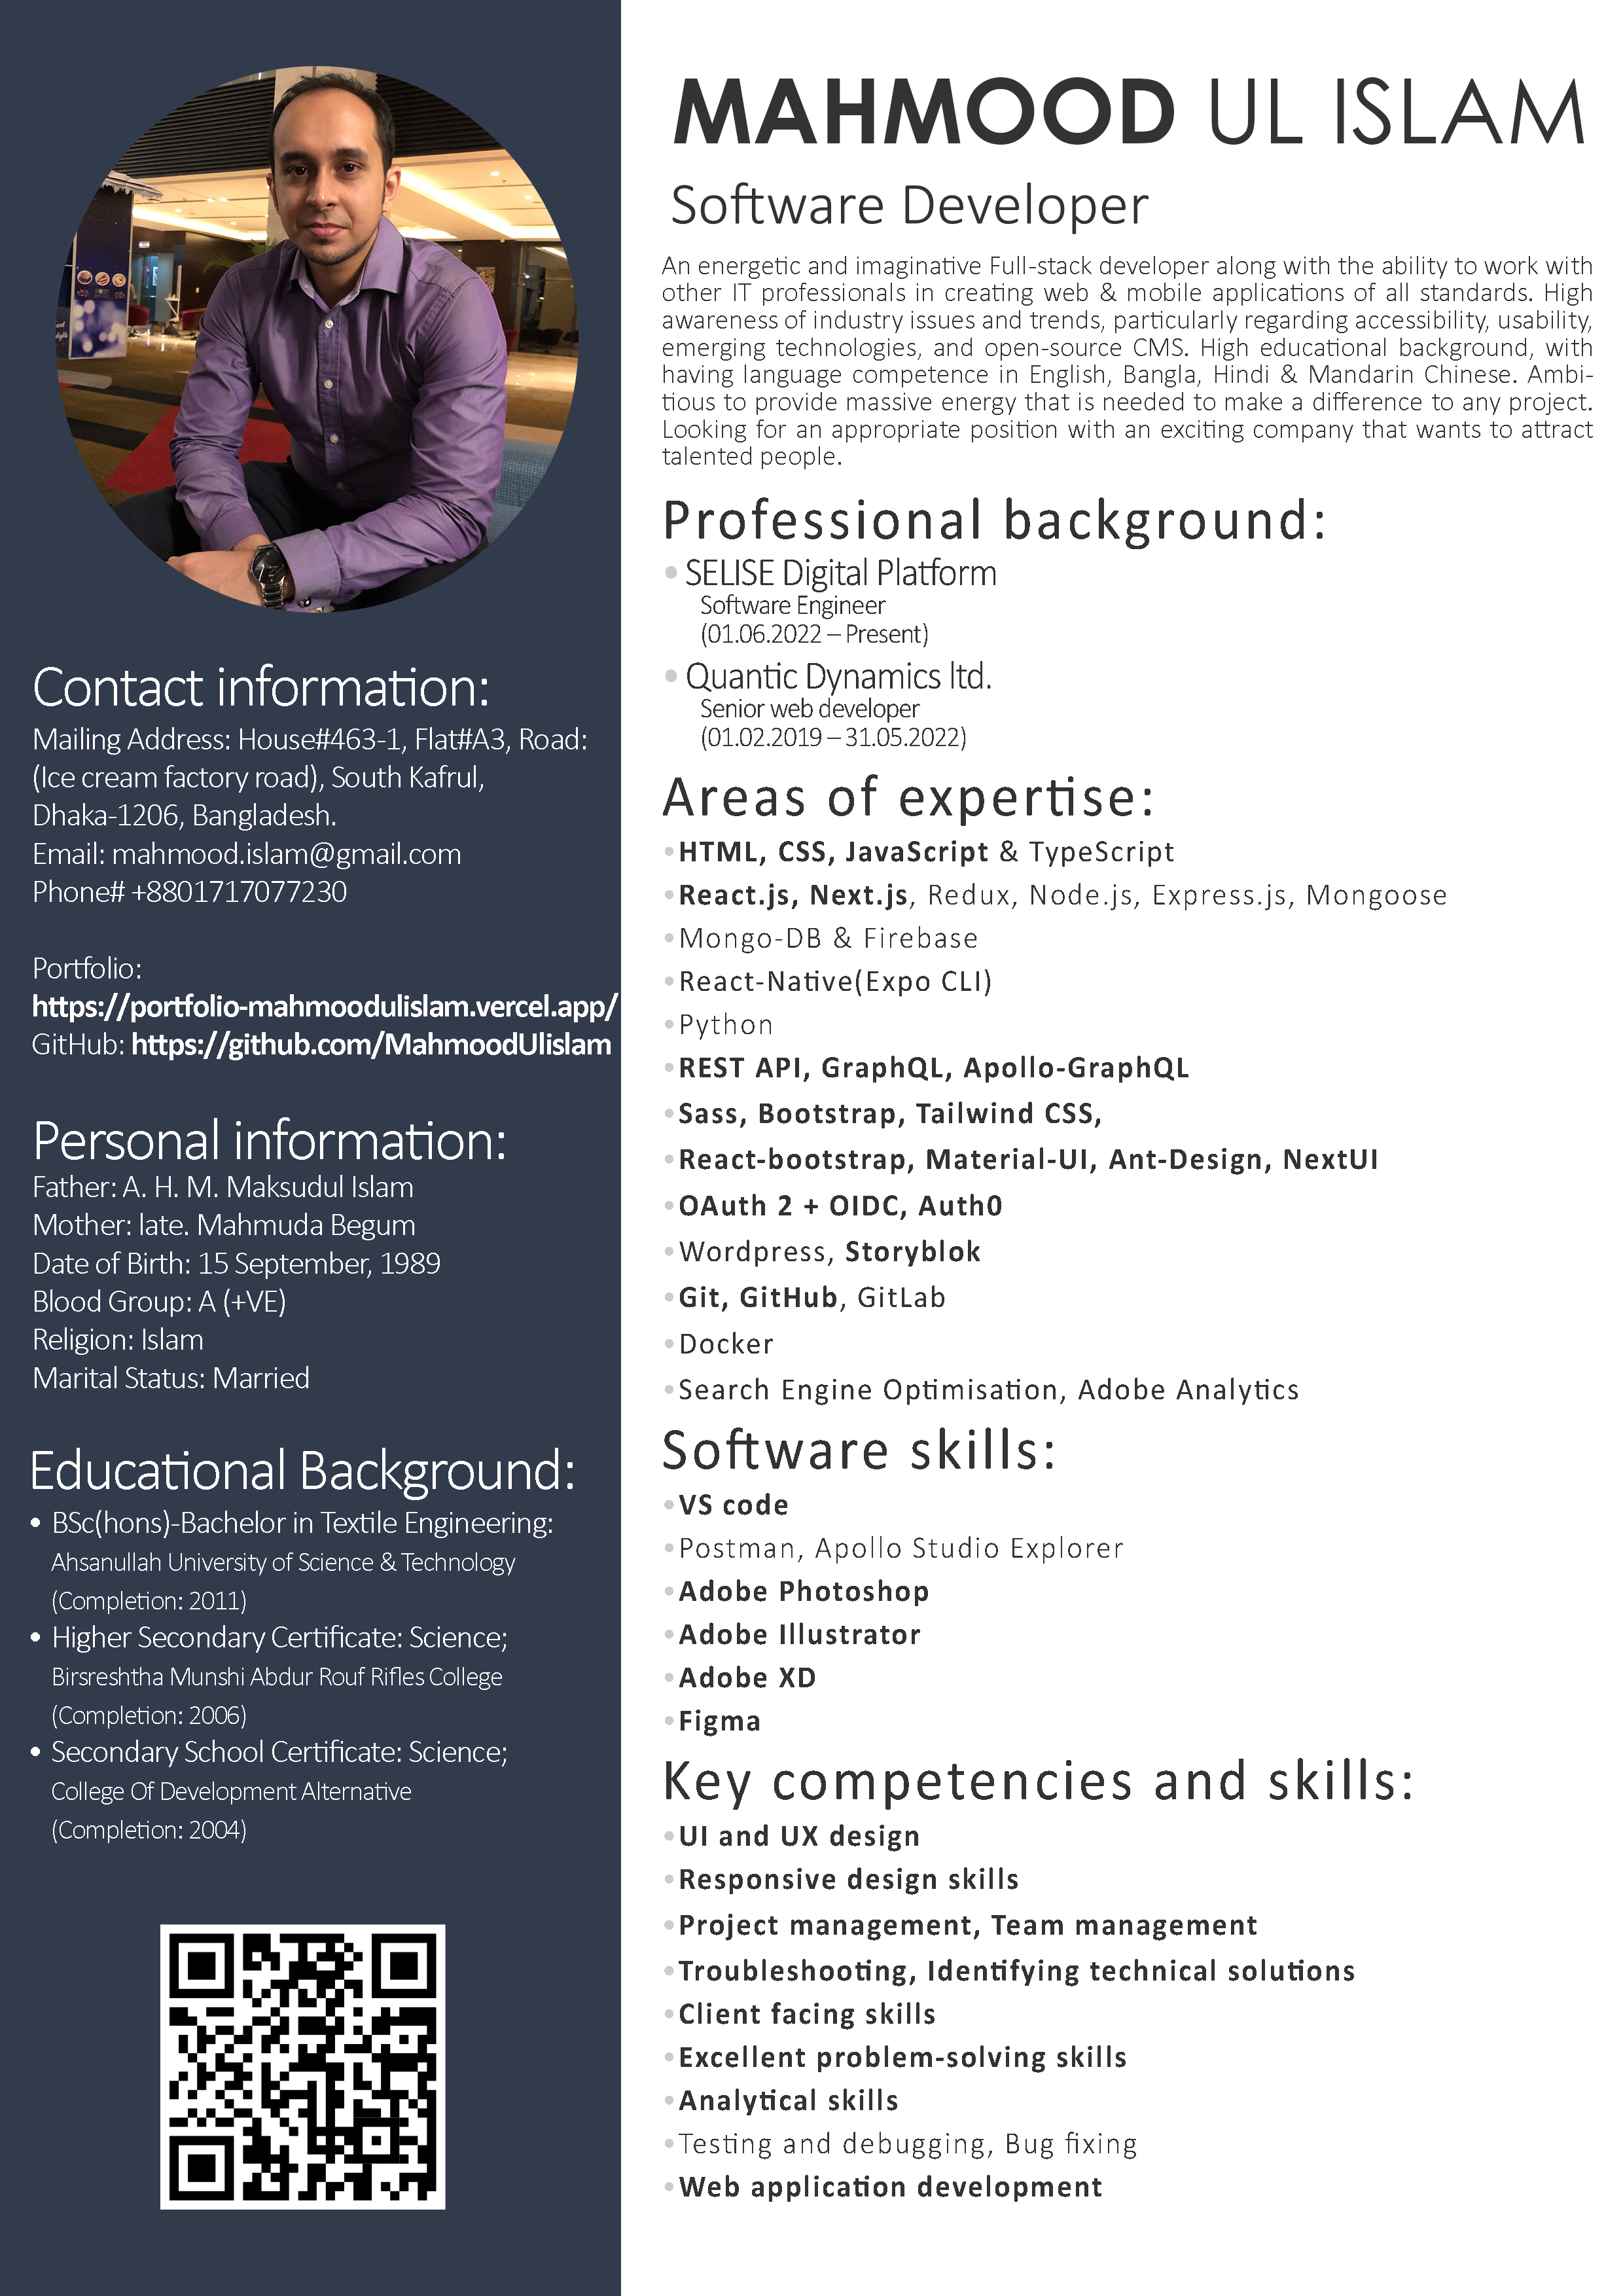 MAHMOOD UL ISLAM
Software Developer
An energetic and imaginative Full-stack developer along with the ability to work with
other IT professionals in creating web & mobile applications of all standards. High
awareness of industry issues and trends, particularly regarding accessibility, usability,
emerging technologies, and open-source CMS. High educational background, with
having language competence in English, Bangla, Hindi & Mandarin Chinese. Ambi-
tious to provide massive energy that is needed to make a difference to any project.
Looking for an appropriate position with an exciting company that wants to attract
talented people.
Professional background:
• SELISE Digital Platform
Software Engineer
(01.06.2022 – Present)
• Quantic Dynamics ltd.
Senior web developer
(01.02.2019 – 31.05.2022)
Areas of expertise:
• HTML, CSS, JavaScript & TypeScript
• React.js, Next.js, Redux, Node.js, Express.js, Mongoose
• Mongo-DB & Firebase
• React-Native(Expo CLI)
• Python
• REST API, GraphQL, Apollo-GraphQL
• Sass, Bootstrap, Tailwind CSS,
• React-bootstrap, Material-UI, Ant-Design, NextUI
• OAuth 2 + OIDC, Auth0
• Wordpress, Storyblok
• Git, GitHub, GitLab
• Docker
• Search Engine Optimisation, Adobe Analytics
Software skills:
• VS code
• Postman, Apollo Studio Explorer
• Adobe Photoshop
• Adobe Illustrator
• Adobe XD
• Figma
Key competencies and skills:
• UI and UX design
• Responsive design skills
• Project management, Team management
• Troubleshooting, Identifying technical solutions
• Client facing skills
• Excellent problem-solving skills
• Analytical skills
• Testing and debugging, Bug fixing
• Web application development
Contact information:
Mailing Address: House#463-1, Flat#A3, Road:
(Ice cream factory road), South Kafrul,
Dhaka-1206, Bangladesh.
Email: mahmood.islam@gmail.com
Phone# +8801717077230
Portfolio:
https://portfolio-mahmoodulislam.vercel.app/
GitHub: https://github.com/MahmoodUlislam
Personal information:
Father: A. H. M. Maksudul Islam
Mother: late. Mahmuda Begum
Date of Birth: 15 September, 1989
Blood Group: A (+VE)
Religion: Islam
Marital Status: Married
Educational Background:
• BSc(hons)-Bachelor in Textile Engineering:
Ahsanullah University of Science & Technology
(Completion: 2011)
• Higher Secondary Certificate: Science;
Birsreshtha Munshi Abdur Rouf Rifles College
(Completion: 2006)
• Secondary School Certificate: Science;
College Of Development Alternative
(Completion: 2004)